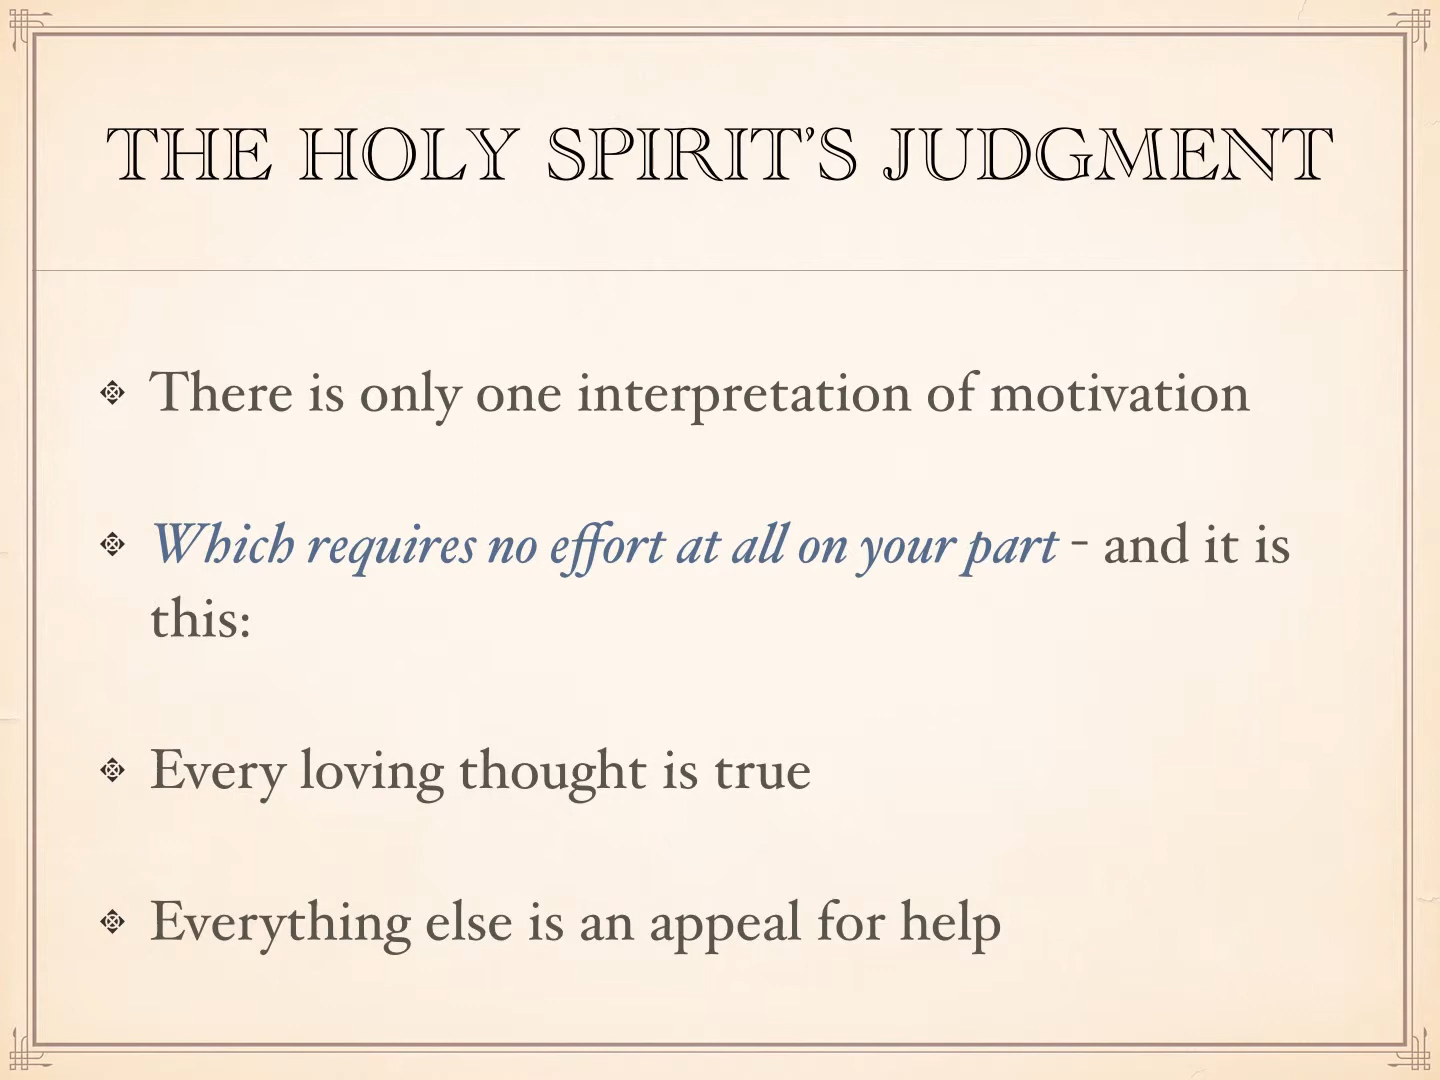 THE HOLY SPIRIT’S JUDGMENT
There is only one interpretation of motivation
Which requires no effort at all on your part - and it is
this:
Every loving thought is true
Everything else is an appeal for help